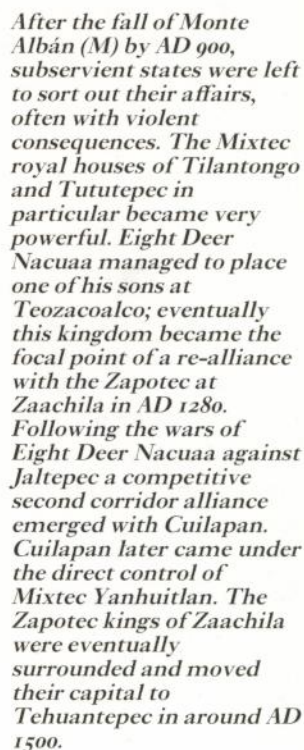 After the fall of Monte
Albán (M) by AD 900,
subservient states were left
to sort out their affairs,
often with violent
consequences. The Mixtec
royal houses of Tilantongo
and Tututepec in
particular became very
powerful. Eight Deer
Nacuaa managed to place
one of his sons at
Teozacoalco; eventually
this kingdom became the
focal point of a re-alliance
with the Zapotec at
Zaachila in AD 1280.
Following the wars of
Eight Deer Nacuaa against
Jaltepec a competitive
second corridor alliance
emerged with Cuilapan.
Cuilapan later came under
the direct control of
Mixtec Yanhuitlan. The
Zapotec kings of Zaachila
were eventually
surrounded and moved
their capital to
Tehuantepec in around AD
1500.